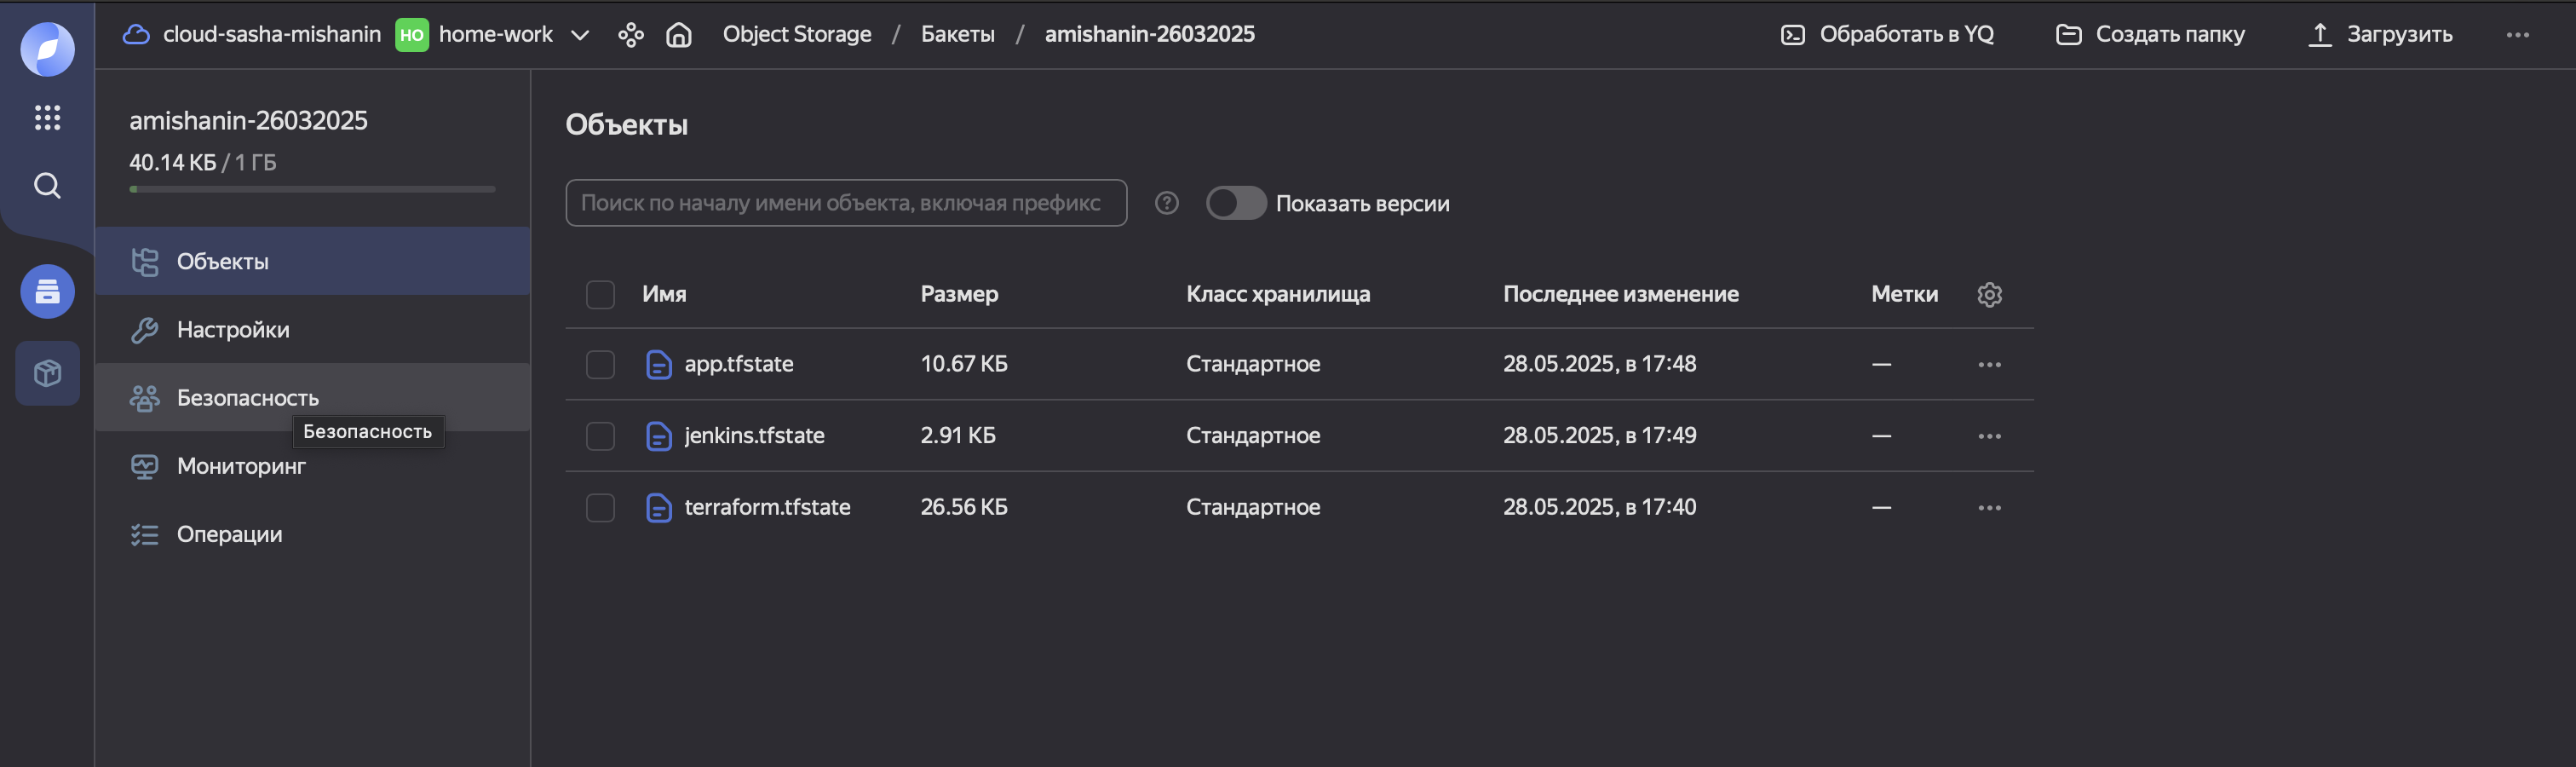 cloud-sasha-mishanin HO home-work Object Storage / Бакеты / amishanin-26032025 Обработать в YQ Создать папку Загрузить
amishanin-26032025
40.14 КБ / 1 ГБ
Объекты
Настройки
Безопасность
Безопасность
Мониторинг
Операции
Объекты
Поиск по началу имени объекта, включая префикс ? Показать версии
Имя Размер Класс хранилища Последнее изменение Метки
app.tfstate 10.67 КБ Стандартное 28.05.2025, в 17:48 —
jenkins.tfstate 2.91 КБ Стандартное 28.05.2025, в 17:49 —
terraform.tfstate 26.56 КБ Стандартное 28.05.2025, в 17:40 —